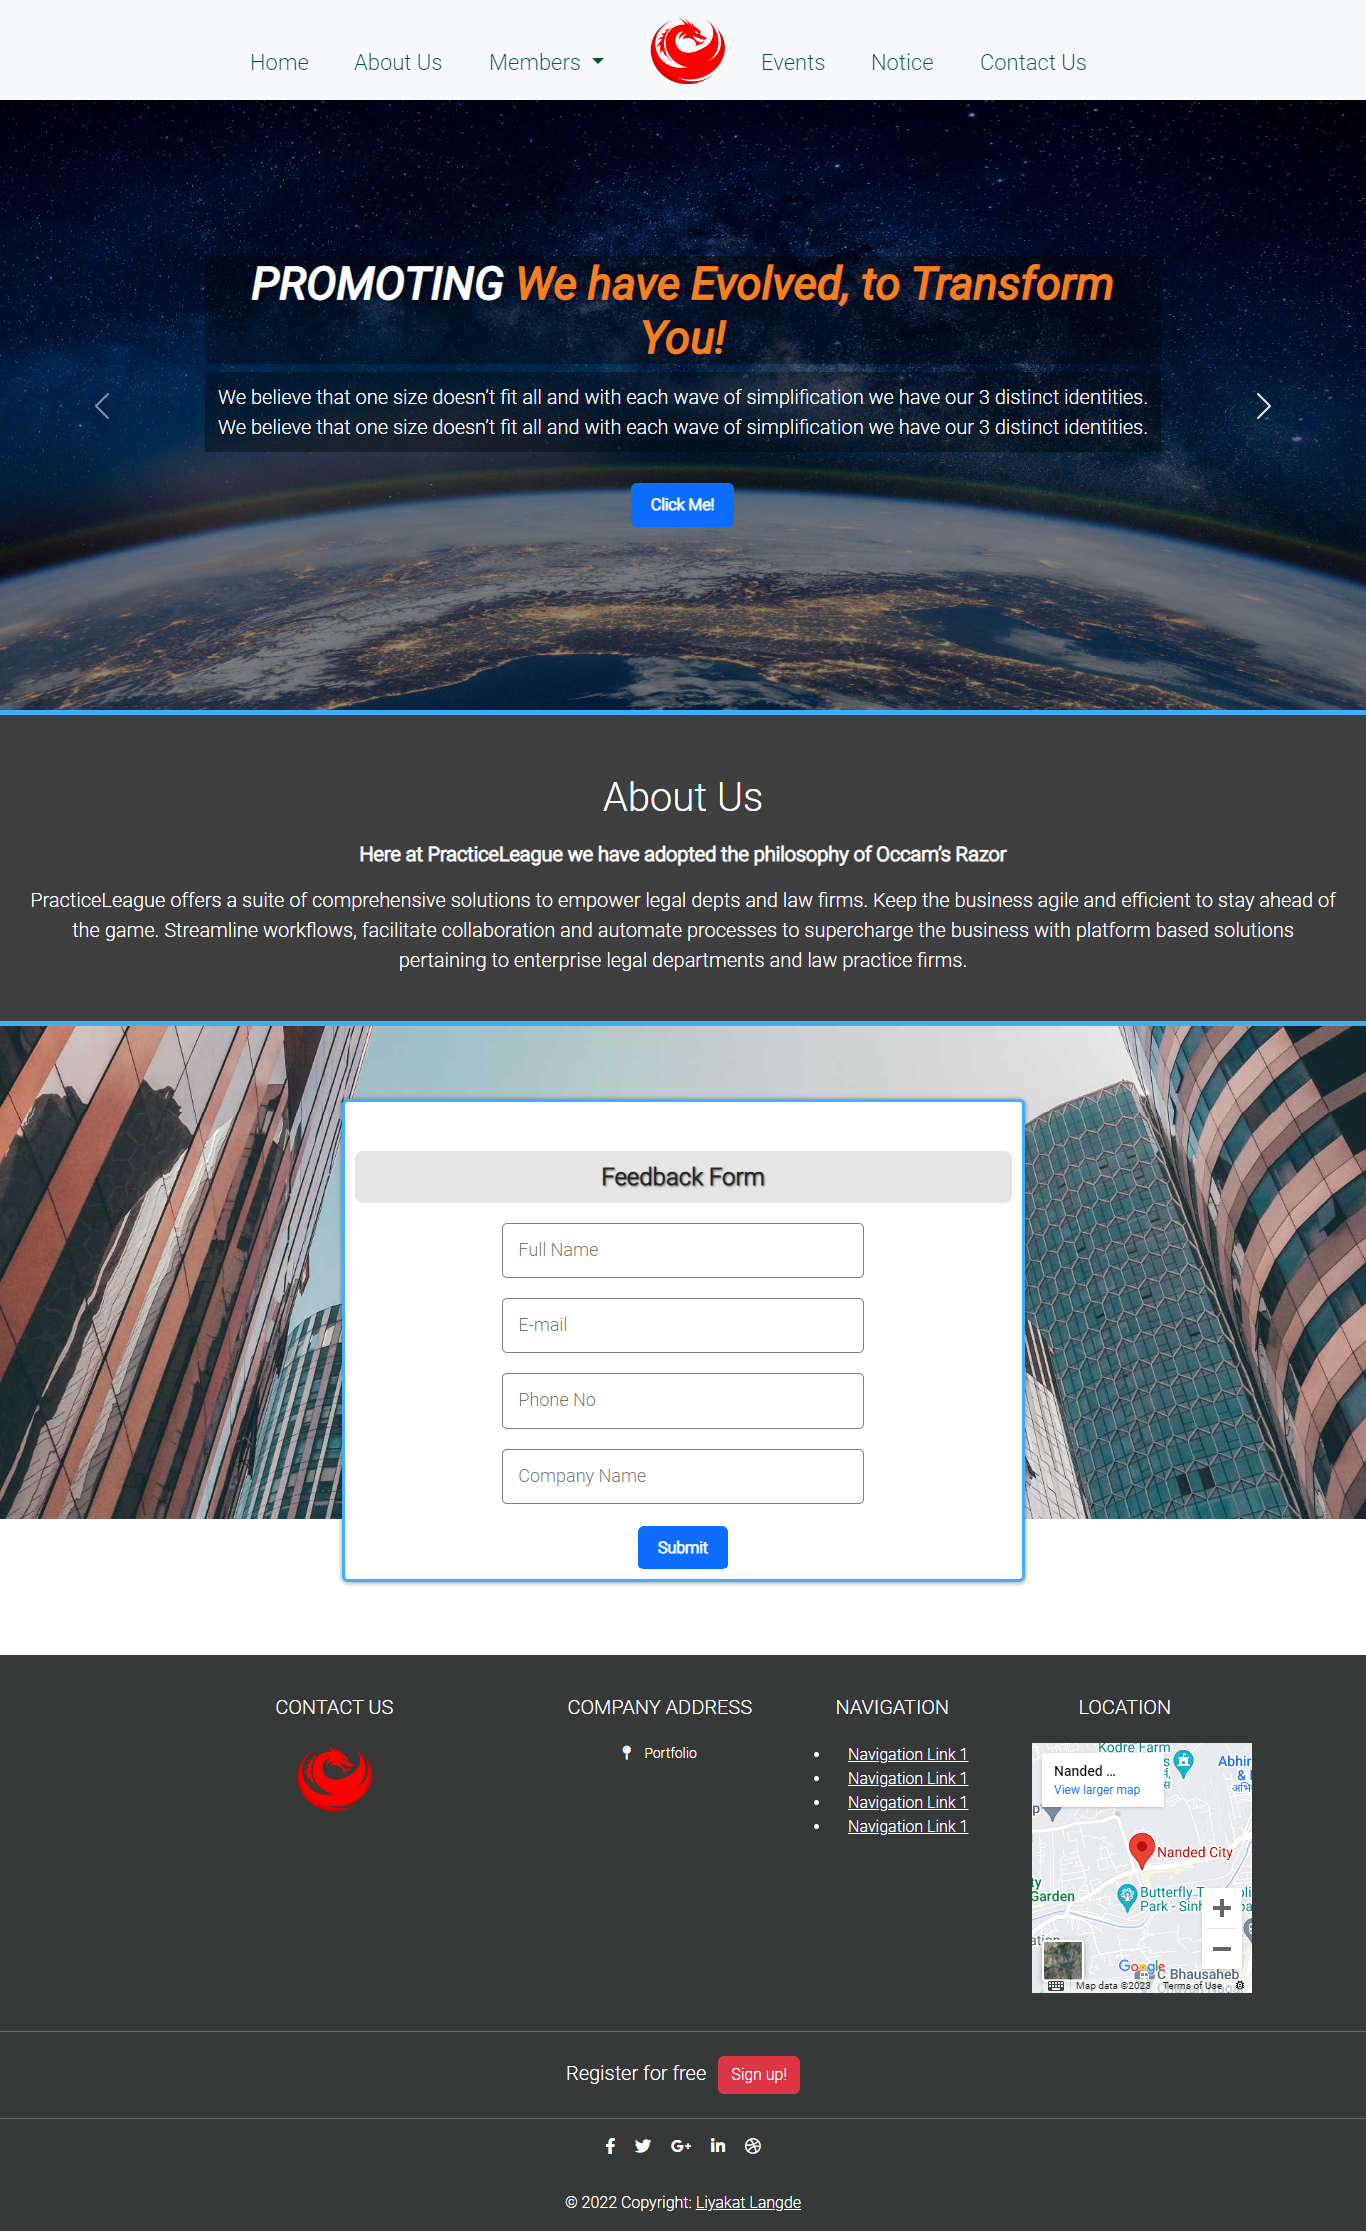 Home
About Us
Members
Events
Notice
Contact Us
PROMOTING We have Evolved, to Transform
You!
We believe that one size doesn’t fit all and with each wave of simplification we have our 3 distinct identities.
We believe that one size doesn’t fit all and with each wave of simplification we have our 3 distinct identities.
Click Me!
About Us
Here at PracticeLeague we have adopted the philosophy of Occam’s Razor
PracticeLeague offers a suite of comprehensive solutions to empower legal depts and law firms. Keep the business agile and efficient to stay ahead of
the game. Streamline workflows, facilitate collaboration and automate processes to supercharge the business with platform based solutions
pertaining to enterprise legal departments and law practice firms.
Feedback Form
Full Name
E-mail
Phone No
Company Name
Submit
CONTACT US
COMPANY ADDRESS
Portfolio
NAVIGATION
Navigation Link 1
Navigation Link 1
Navigation Link 1
Navigation Link 1
LOCATION
Kodre Farm
Nanded ...
View larger map
Abhir
&
Nanded City
Garden
Butterfly
Park - Sinh
Google
C Bhausaheb
Map data ©2023
Terms of Use
Register for free
Sign up!
G+
in
© 2022 Copyright: Liyakat Langde